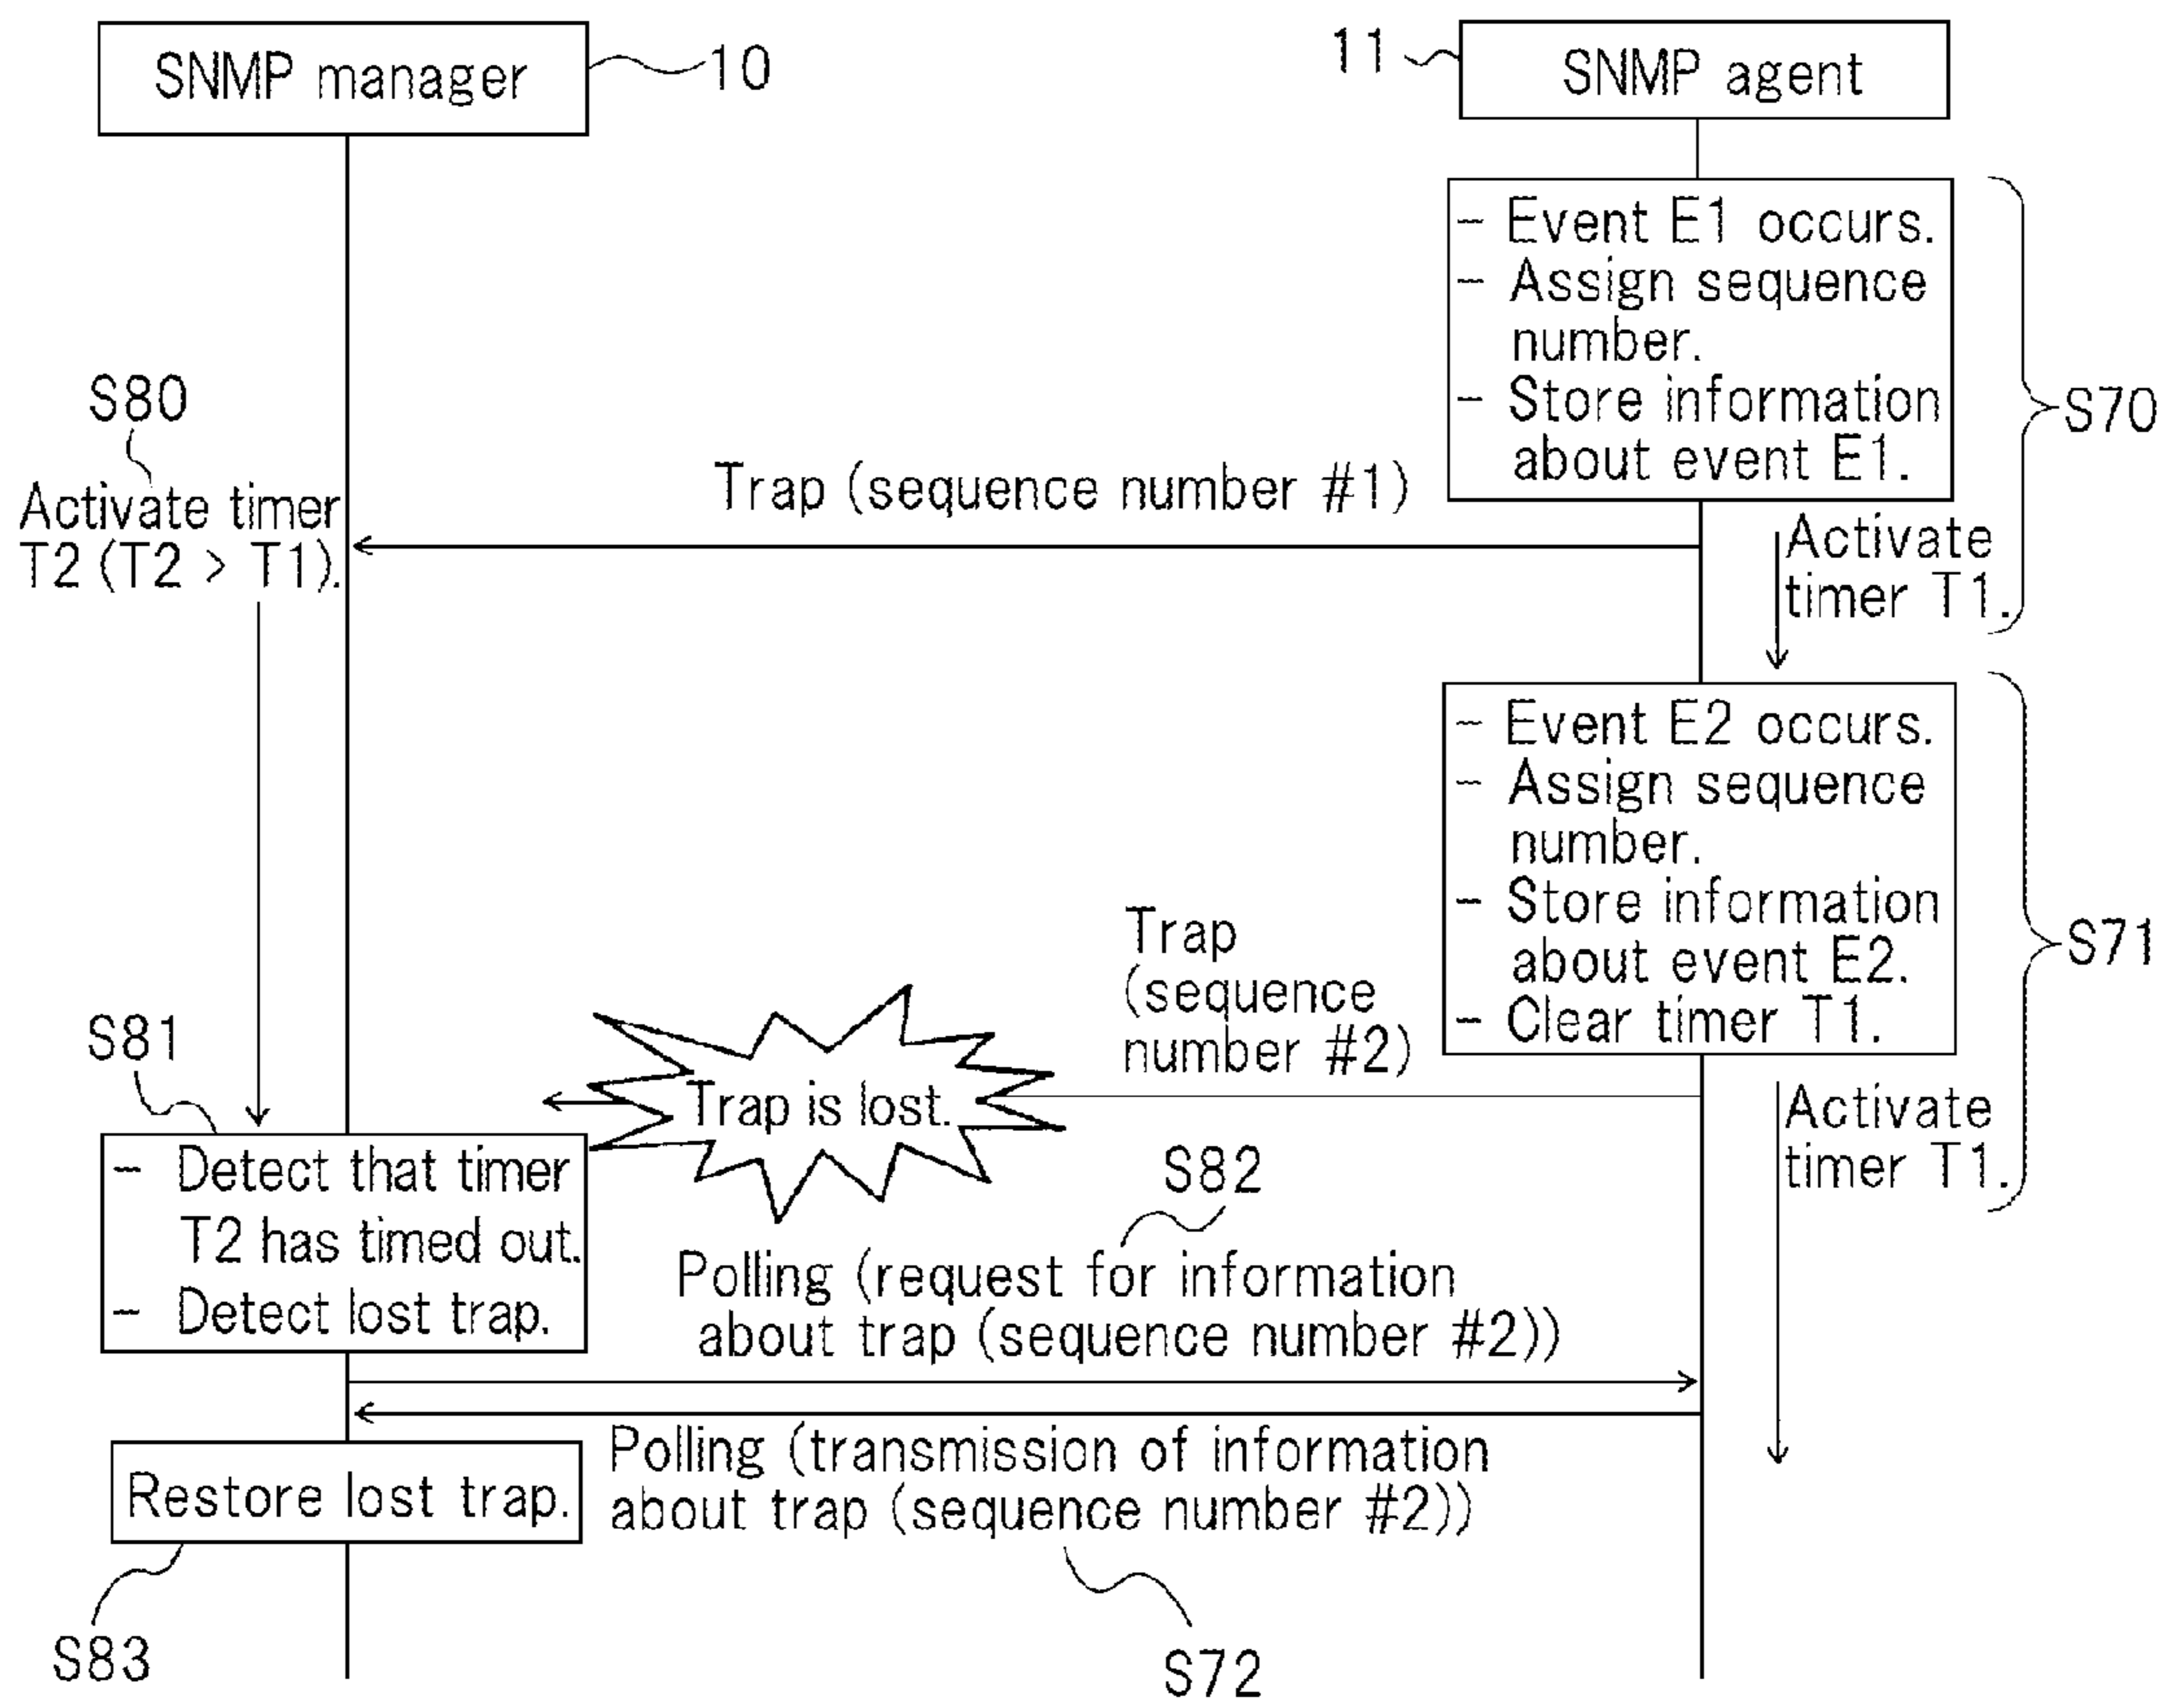 SNMP manager
10
11
SNMP agent
- Event E1 occurs.
- Assign sequence
number.
- Store information
about event E1.
S70
S80
Activate timer
T2 (T2 > T1).
Trap (sequence number #1)
Activate
timer T1.
- Event E2 occurs.
- Assign sequence
number.
- Store information
about event E2.
- Clear timer T1.
S71
Trap
(sequence
number #2)
Trap is lost.
Activate
timer T1.
S81
- Detect that timer
T2 has timed out.
- Detect lost trap.
S82
Polling (request for information
about trap (sequence number #2))
Polling (transmission of information
about trap (sequence number #2))
Restore lost trap.
S83
S72